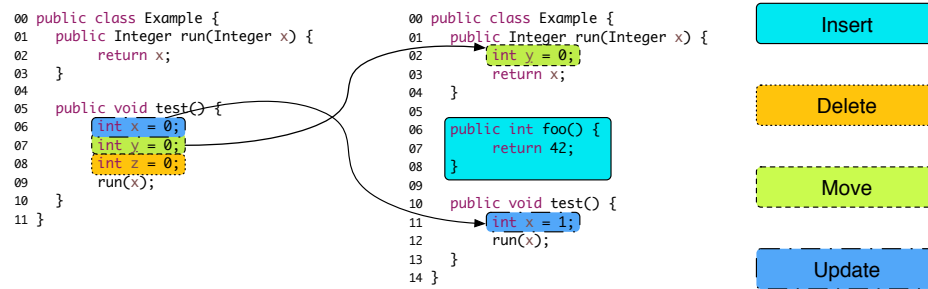 00 public class Example {
01 public Integer run(Integer x) {
02 return x;
03 }
04
05 public void test() {
06 int x = 0;
07 int y = 0;
08 int z = 0;
09 run(x);
10 }
11 }
00 public class Example {
01 public Integer run(Integer x) {
02 int y = 0;
03 return x;
04 }
05
06 public int foo() {
07 return 42;
08 }
09
10 public void test() {
11 int x = 1;
12 run(x);
13 }
14 }
Insert
Delete
Move
Update